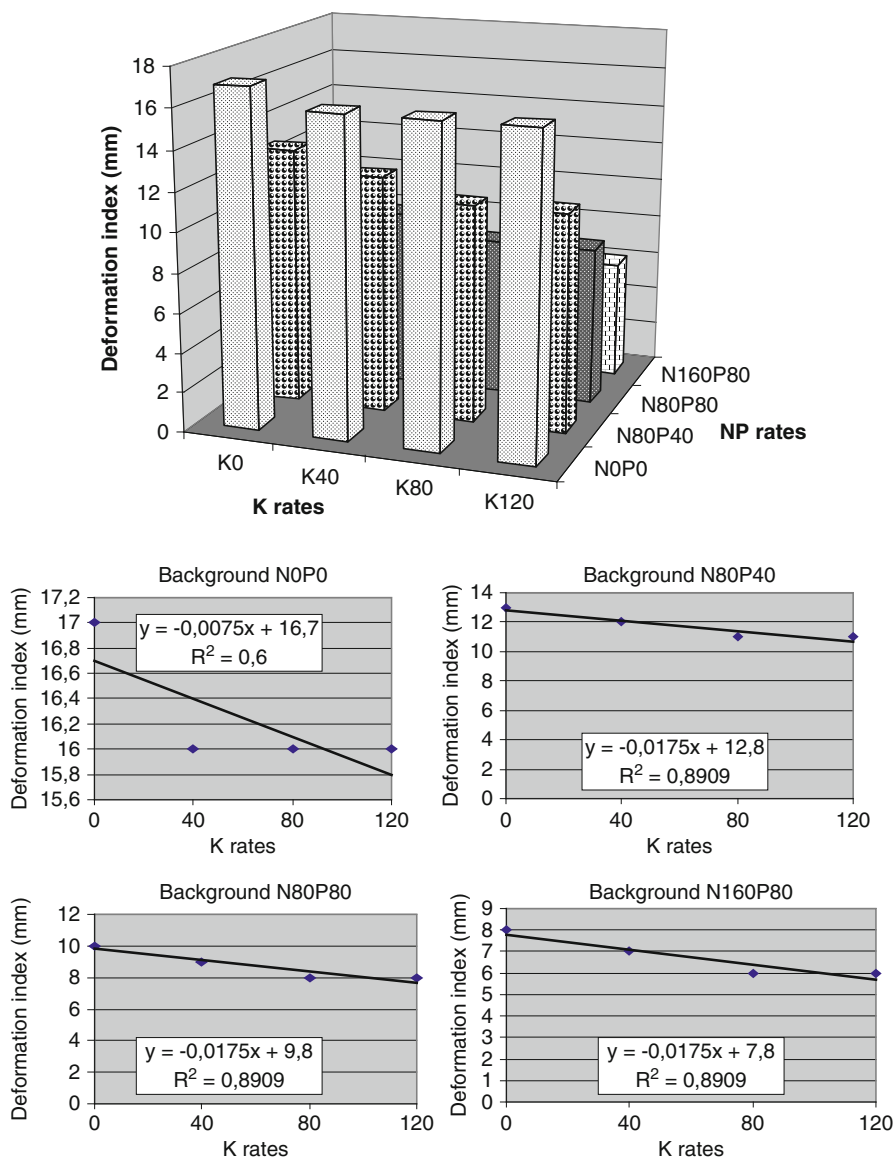 18
16
14
12
10
8
6
4
2
0
Deformation index (mm)
K0
K40
K80
K120
K rates
N160P80
N80P80
N80P40
N0P0
NP rates
Background N0P0
Deformation index (mm)
17,2
17
16,8
16,6
16,4
16,2
16
15,8
15,6
y = -0,0075x + 16,7
R² = 0,6
0 40 80 120
K rates
Background N80P40
Deformation index (mm)
14
12
10
8
6
4
2
0
y = -0,0175x + 12,8
R² = 0,8909
0 40 80 120
K rates
Background N80P80
Deformation index (mm)
12
10
8
6
4
2
0
y = -0,0175x + 9,8
R² = 0,8909
0 40 80 120
K rates
Background N160P80
Deformation index (mm)
9
8
7
6
5
4
3
2
1
0
y = -0,0175x + 7,8
R² = 0,8909
0 40 80 120
K rates